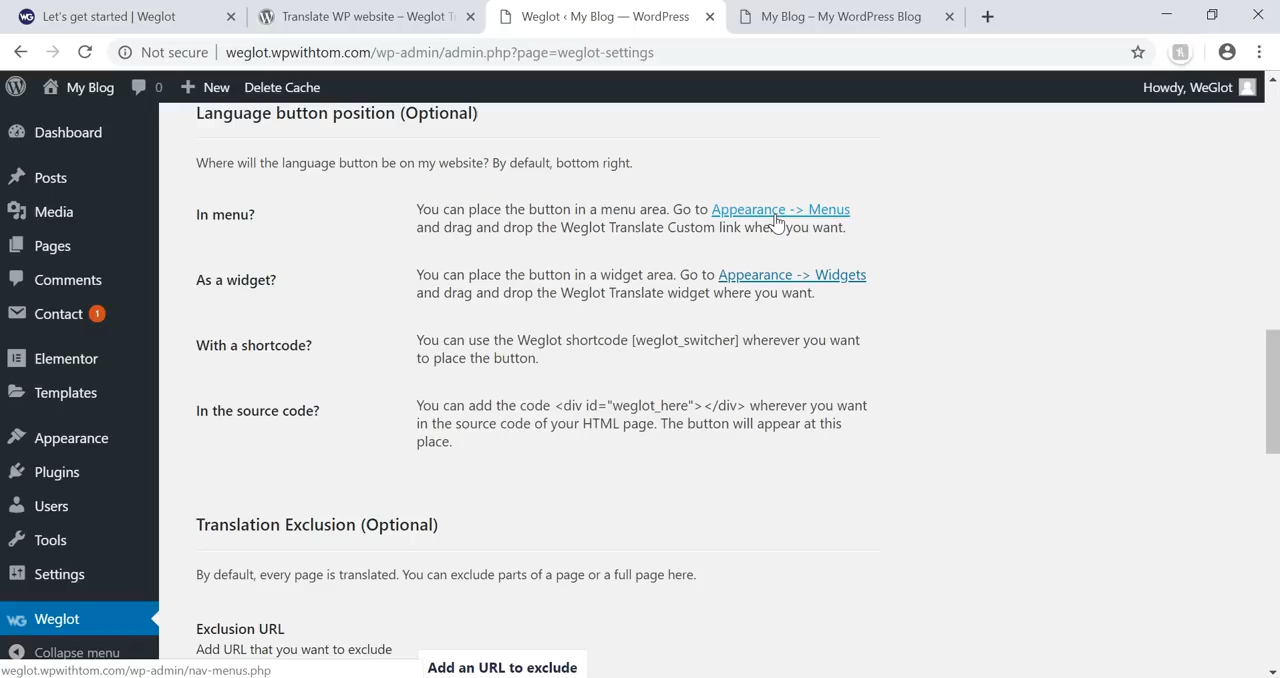 Let's get started | Weglot
Translate WP website – Weglot T
Weglot ‹ My Blog — WordPress
My Blog – My WordPress Blog
Not secure | weglot.wpwithtom.com/wp-admin/admin.php?page=weglot-settings
My Blog 0 New Delete Cache Howdy, WeGlot
Dashboard
Posts
Media
Pages
Comments
Contact 1
Elementor
Templates
Appearance
Plugins
Users
Tools
Settings
Weglot
Collapse menu
Language button position (Optional)
Where will the language button be on my website? By default, bottom right.
In menu?
You can place the button in a menu area. Go to Appearance -> Menus
and drag and drop the Weglot Translate Custom link where you want.
As a widget?
You can place the button in a widget area. Go to Appearance -> Widgets
and drag and drop the Weglot Translate widget where you want.
With a shortcode?
You can use the Weglot shortcode [weglot_switcher] wherever you want
to place the button.
In the source code?
You can add the code <div id="weglot_here"></div> wherever you want
in the source code of your HTML page. The button will appear at this
place.
Translation Exclusion (Optional)
By default, every page is translated. You can exclude parts of a page or a full page here.
Exclusion URL
Add URL that you want to exclude
Add an URL to exclude
weglot.wpwithtom.com/wp-admin/nav-menus.php